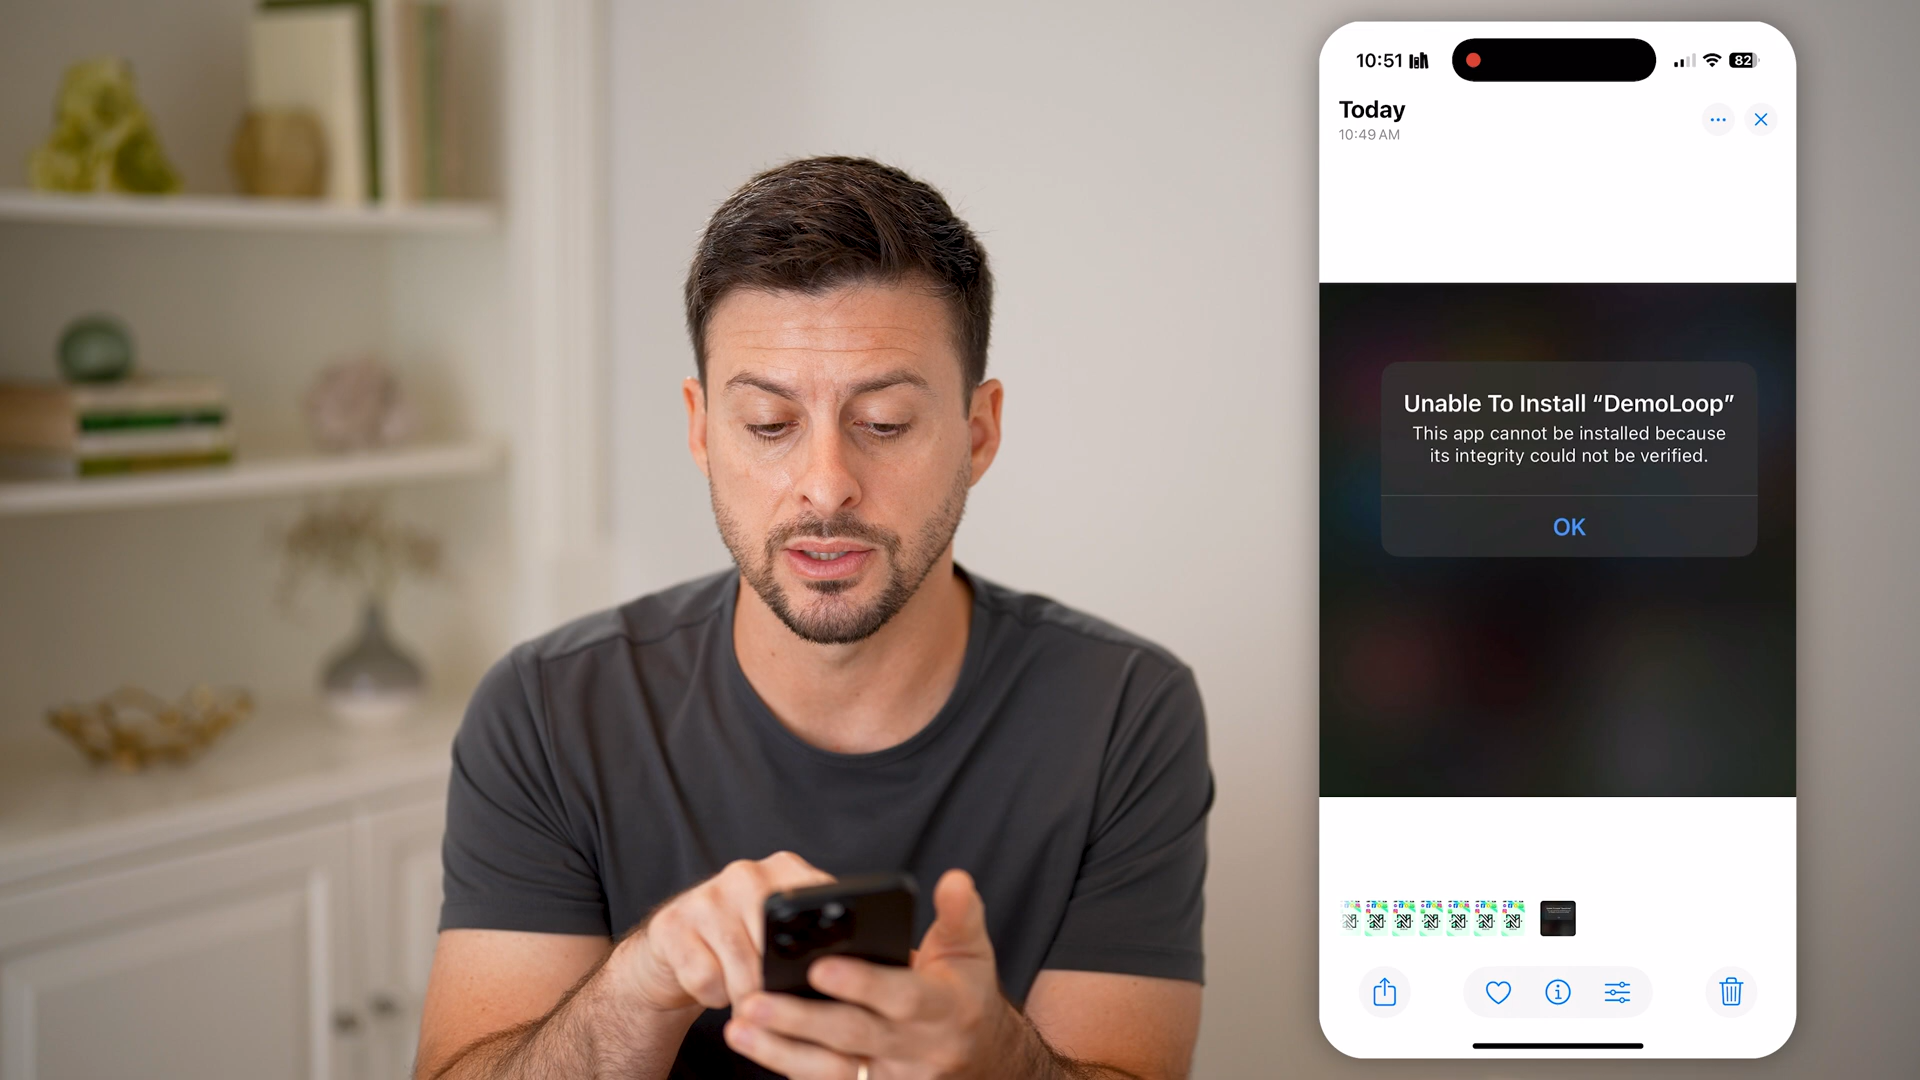 10:51
82
Today
10:49 AM
Unable To Install “DemoLoop”
This app cannot be installed because
its integrity could not be verified.
OK